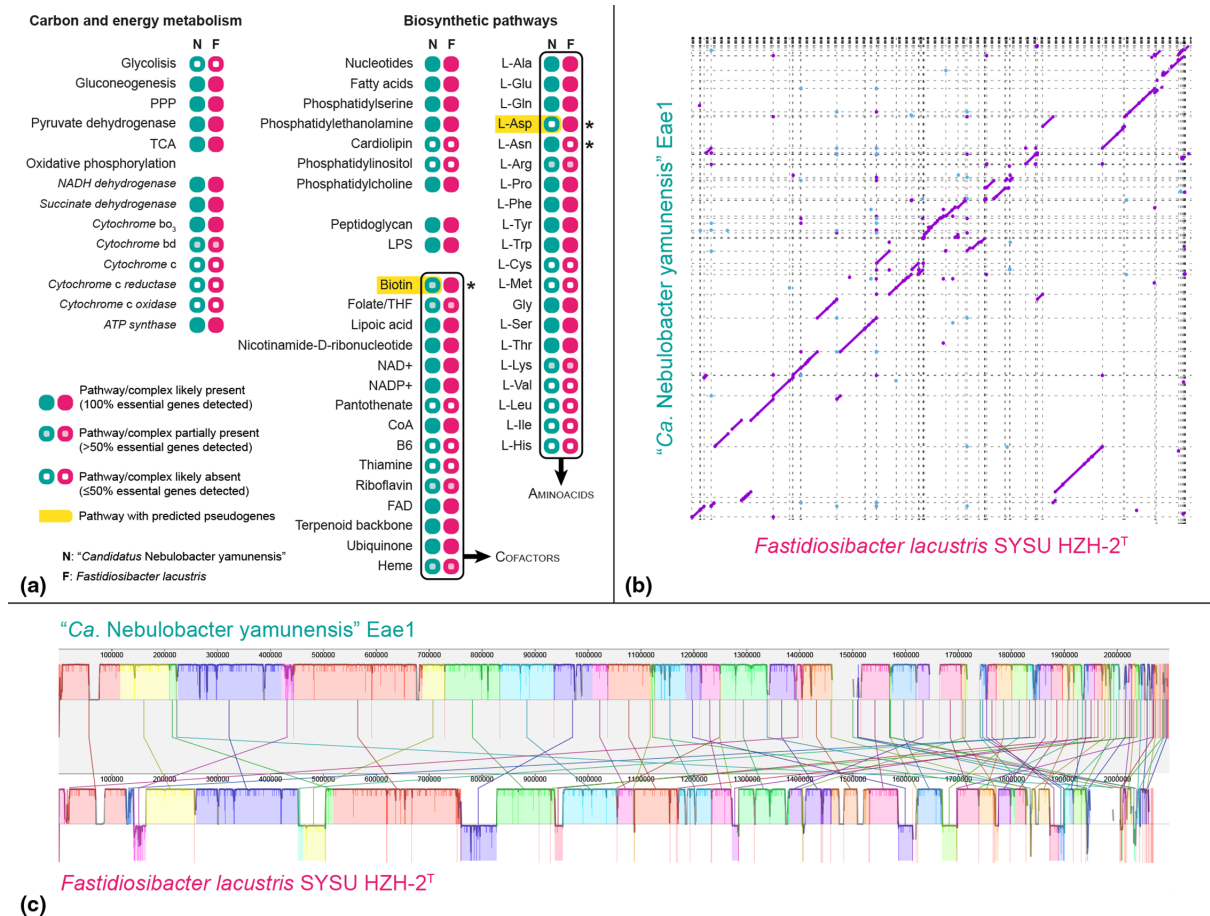 Carbon and energy metabolism
N F
Glycolisis
Gluconeogenesis
PPP
Pyruvate dehydrogenase
TCA
Oxidative phosphorylation
NADH dehydrogenase
Succinate dehydrogenase
Cytochrome bo3
Cytochrome bd
Cytochrome c
Cytochrome c reductase
Cytochrome c oxidase
ATP synthase
Pathway/complex likely present
(100% essential genes detected)
Pathway/complex partially present
(>50% essential genes detected)
Pathway/complex likely absent
(≤50% essental genes detected)
Pathway with predicted pseudogenes
N: "Candidatus Nebulobacter yamunensis"
F: Fastidiosibacter lacustris
(a)
Biosynthetic pathways
N F
Nucleotides
Fatty acids
Phosphatidylserine
Phosphatidylethanolamine
Cardiolipin
Phosphatidylinositol
Phosphatidylcholine
Peptidoglycan
LPS
Biotin *
Folate/THF
Lipoic acid
Nicotinamide-D-ribonucleotide
NAD+
NADP+
Pantothenate
CoA
B6
Thiamine
Riboflavin
FAD
Terpenoid backbone
Ubiquinone
Heme
COFACTORS
N F
L-Ala
L-Glu
L-Gln
L-Asp *
L-Asn *
L-Arg
L-Pro
L-Phe
L-Tyr
L-Trp
L-Cys
L-Met
Gly
L-Ser
L-Thr
L-Lys
L-Val
L-Leu
L-Ile
L-His
AMINOACIDS
"Ca. Nebulobacter yamunensis" Eae1
Fastidiosibacter lacustris SYSU HZH-2T
(b)
"Ca. Nebulobacter yamunensis" Eae1
100000 200000 300000 400000 500000 600000 700000 800000 900000 1000000 1100000 1200000 1300000 1400000 1500000 1600000 1700000 1800000 1900000 2000000
100000 200000 300000 400000 500000 600000 700000 800000 900000 1000000 1100000 1200000 1300000 1400000 1500000 1600000 1700000 1800000 1900000 2000000
Fastidiosibacter lacustris SYSU HZH-2T
(c)